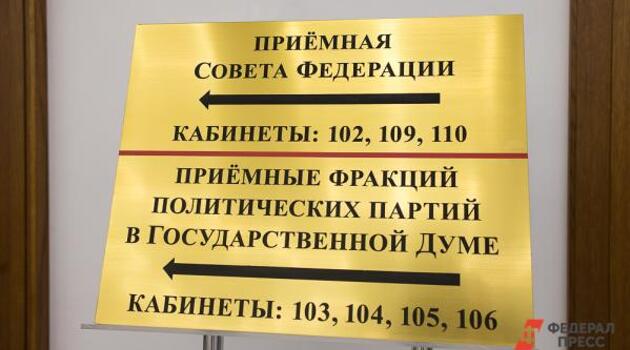 ПРИЁМНАЯ
СОВЕТА ФЕДЕРАЦИИ
КАБИНЕТЫ: 102, 109, 110
ПРИЁМНЫЕ ФРАКЦИЙ
ПОЛИТИЧЕСКИХ ПАРТИЙ
В ГОСУДАРСТВЕННОЙ ДУМЕ
КАБИНЕТЫ: 103, 104, 105, 106
ФЕДЕРАЛ
ПРЕСС